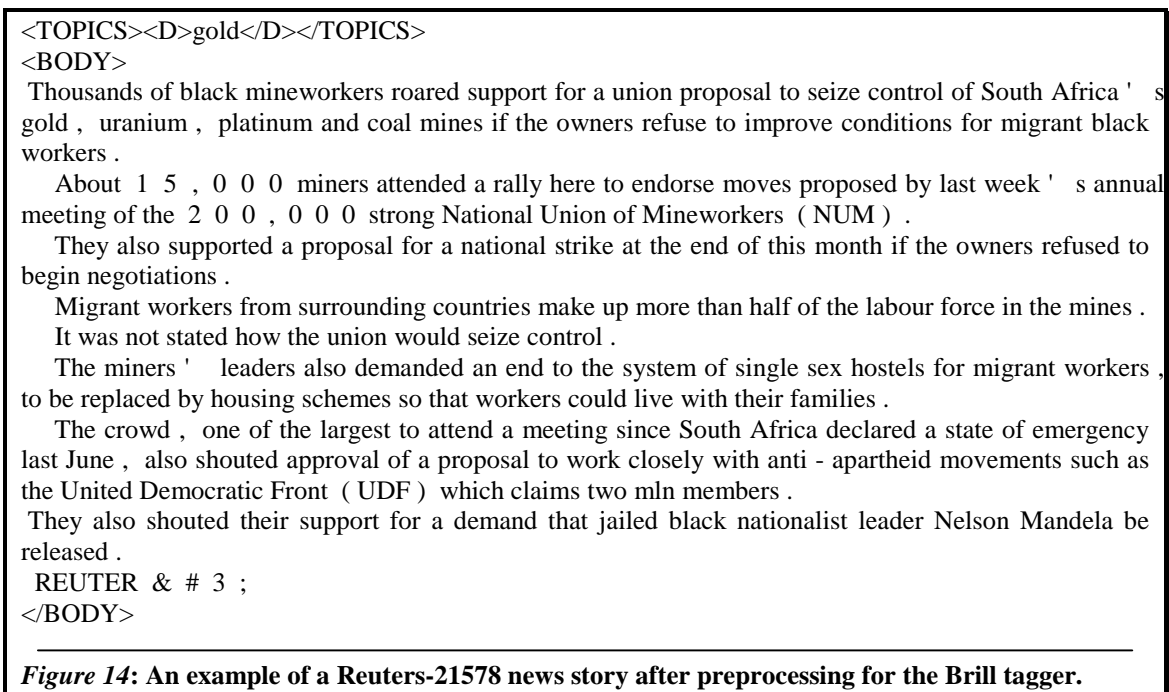 <TOPICS><D>gold</D></TOPICS>
<BODY>
Thousands of black mineworkers roared support for a union proposal to seize control of South Africa ' s
gold , uranium , platinum and coal mines if the owners refuse to improve conditions for migrant black
workers .
About 1 5 , 0 0 0 miners attended a rally here to endorse moves proposed by last week ' s annual
meeting of the 2 0 0 , 0 0 0 strong National Union of Mineworkers ( NUM ) .
They also supported a proposal for a national strike at the end of this month if the owners refused to
begin negotiations .
Migrant workers from surrounding countries make up more than half of the labour force in the mines .
It was not stated how the union would seize control .
The miners ' leaders also demanded an end to the system of single sex hostels for migrant workers ,
to be replaced by housing schemes so that workers could live with their families .
The crowd , one of the largest to attend a meeting since South Africa declared a state of emergency
last June , also shouted approval of a proposal to work closely with anti - apartheid movements such as
the United Democratic Front ( UDF ) which claims two mln members .
They also shouted their support for a demand that jailed black nationalist leader Nelson Mandela be
released .
REUTER & # 3 ;
</BODY>
Figure 14: An example of a Reuters-21578 news story after preprocessing for the Brill tagger.